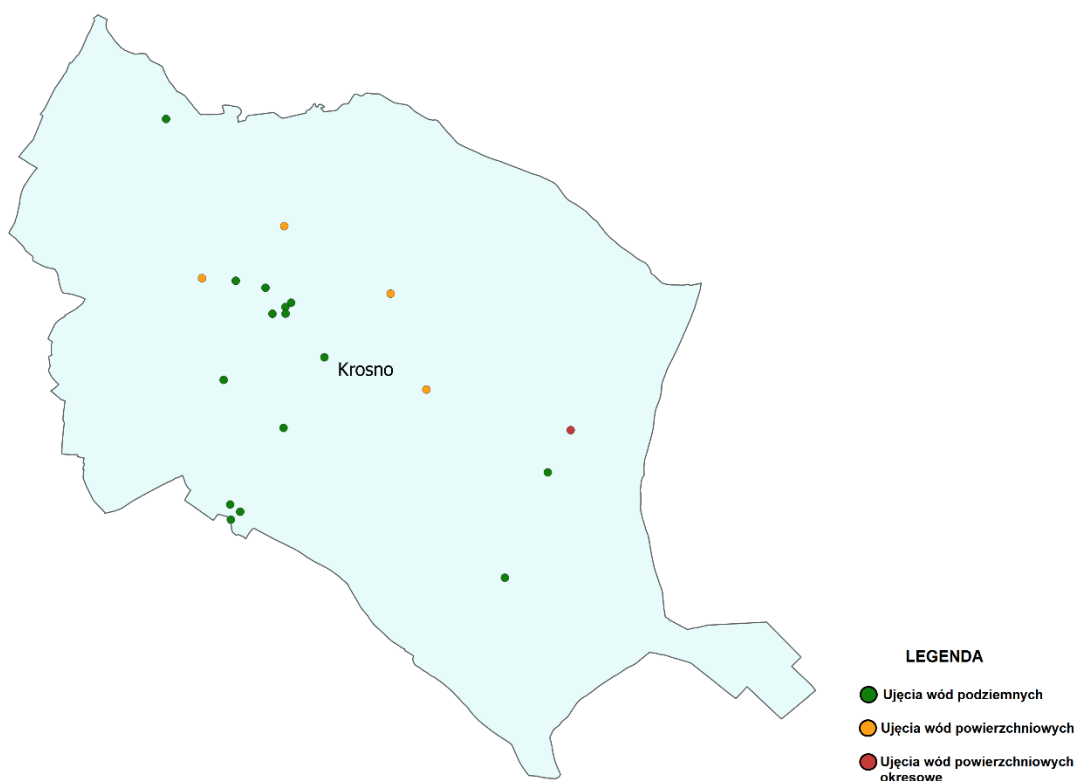 Krosno
LEGENDA
Ujęcia wód podziemnych
Ujęcia wód powierzchniowych
Ujęcia wód powierzchniowych
okresowe